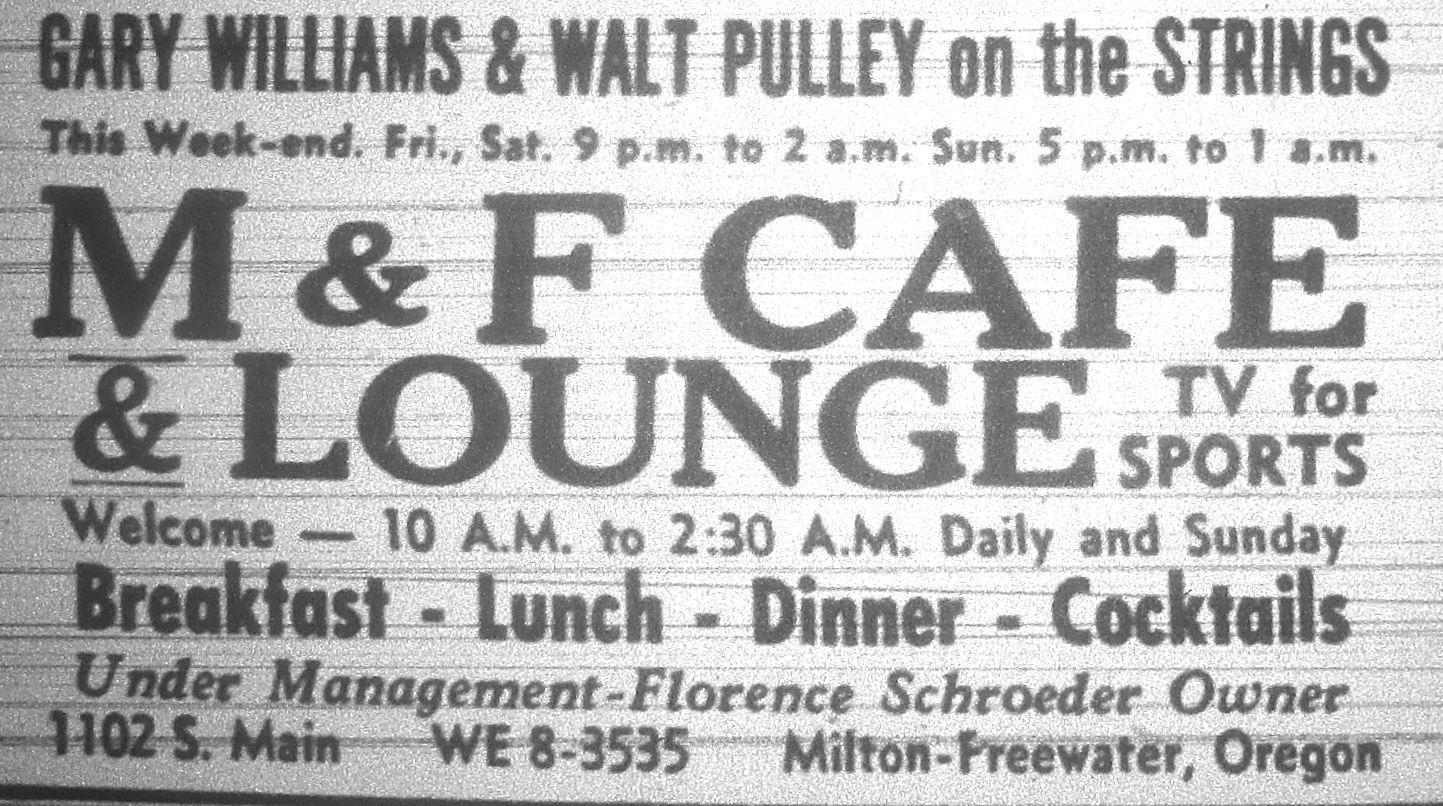 GARY WILLIAMS & WALT PULLEY on the STRINGS
This Week-end. Fri., Sat. 9 p.m. to 2 a.m. Sun. 5 p.m. to 1 a.m.
M & F CAFE
& LOUNGE
TV for
SPORTS
Welcome — 10 A.M. to 2:30 A.M. Daily and Sunday
Breakfast - Lunch - Dinner - Cocktails
Under Management-Florence Schroeder Owner
1102 S. Main WE 8-3535 Milton-Freewater, Oregon